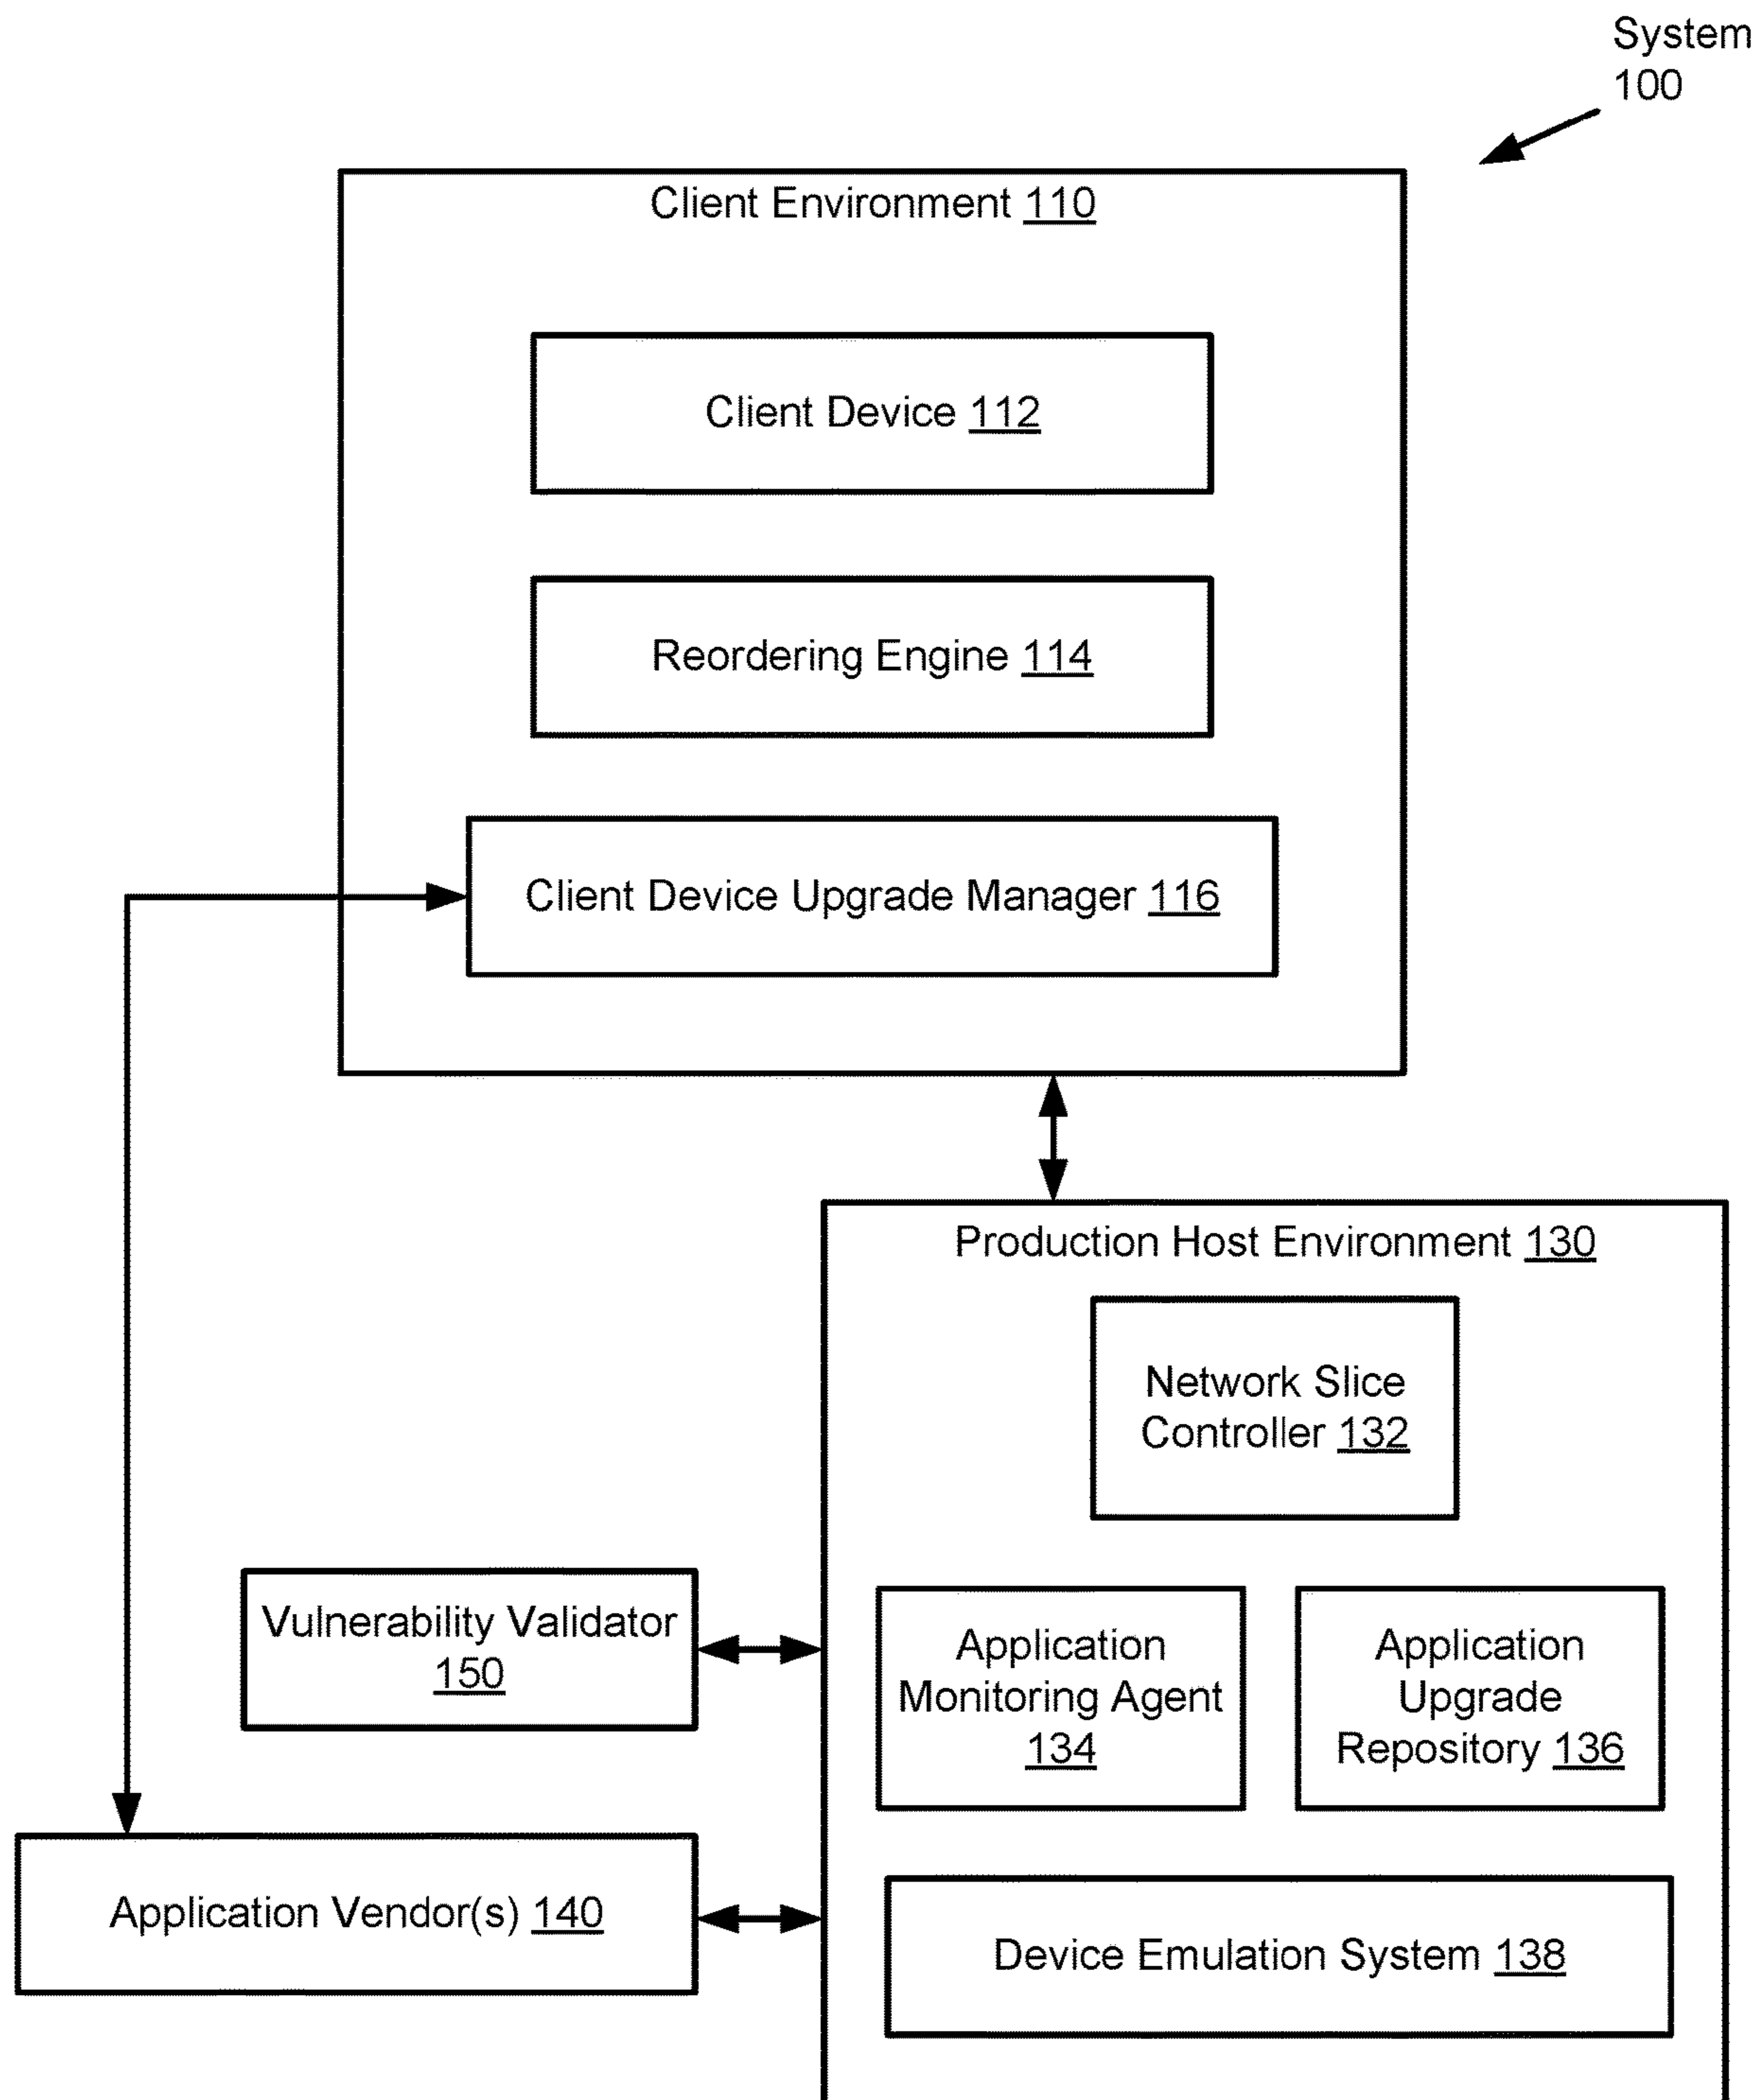 System
100
Client Environment 110
Client Device 112
Reordering Engine 114
Client Device Upgrade Manager 116
Production Host Environment 130
Network Slice
Controller 132
Vulnerability Validator
150
Application
Monitoring Agent
134
Application
Upgrade
Repository 136
Application Vendor(s) 140
Device Emulation System 138